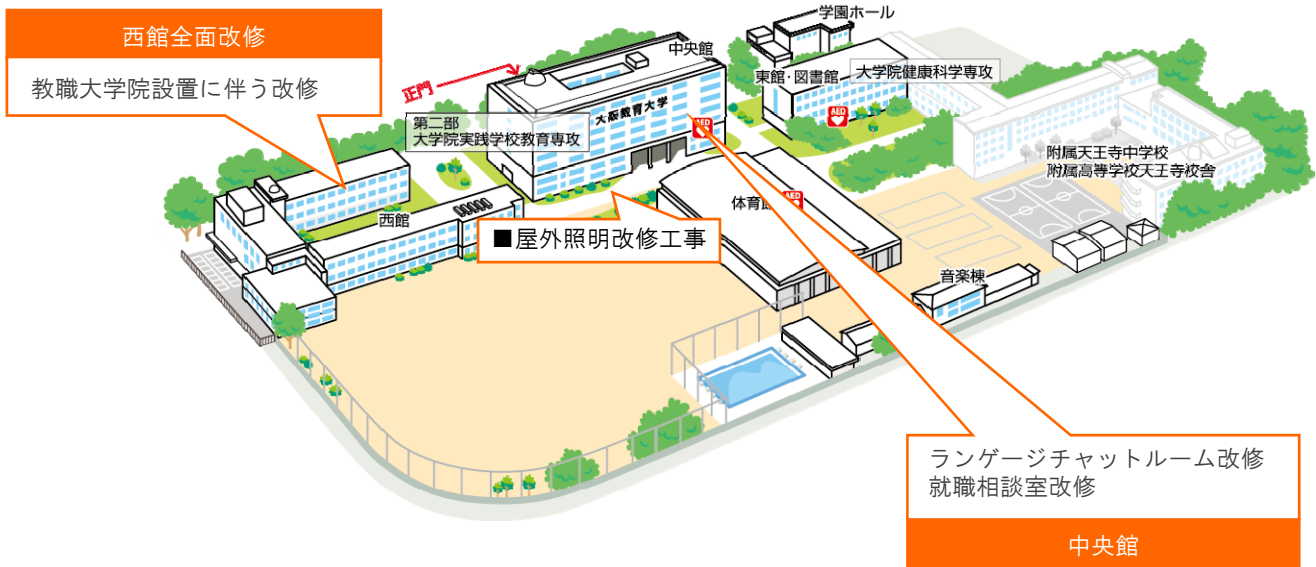 西館全面改修
教職大学院設置に伴う改修
学園ホール
中央館
正門
東館・図書館
大学院健康科学専攻
大阪教育大学
AED
AED
第二部
大学院実践学校教育専攻
附属天王寺中学校
附属高等学校天王寺校舎
西館
体育館
AED
■屋外照明改修工事
音楽棟
ランゲージチャットルーム改修
就職相談室改修
中央館